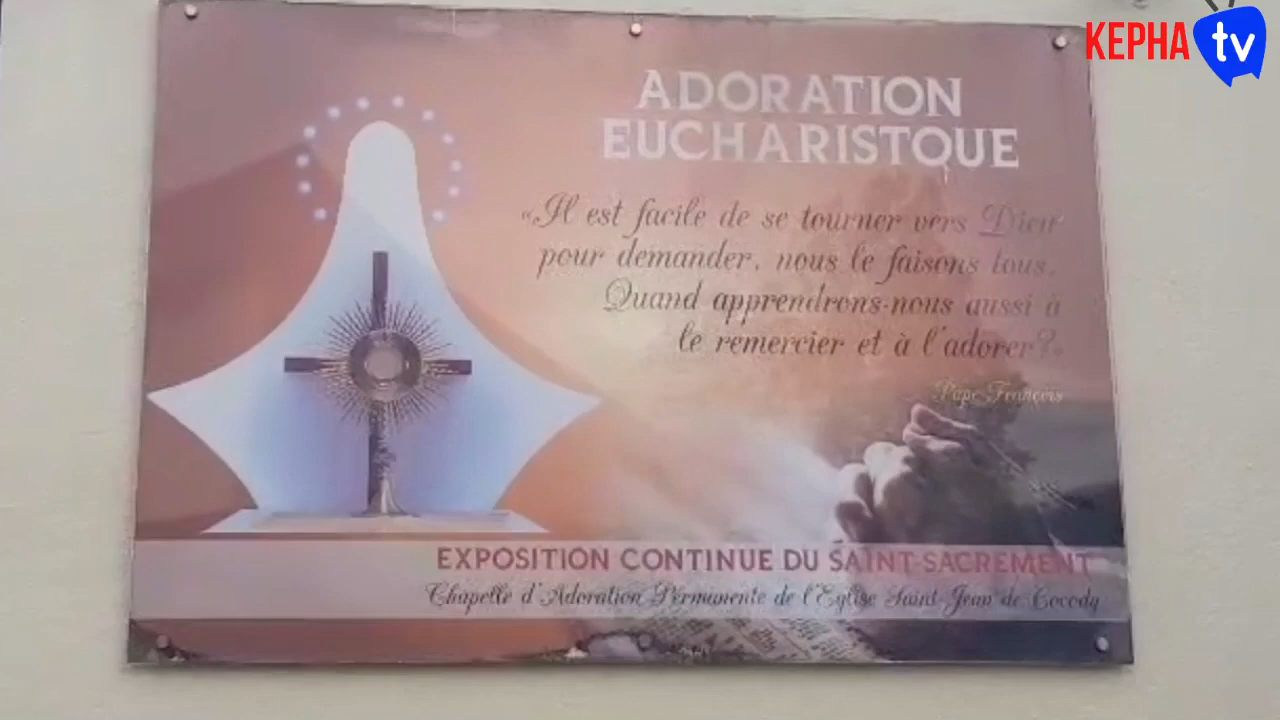 KEPHA tv
ADORATION
EUCHARISTQUE
«Il est facile de se tourner vers Dieu
pour demander, nous le faisons tous.
Quand apprendrons-nous aussi à
le remercier et à l'adorer?»
Pape François
EXPOSITION CONTINUE DU SAINT-SACREMENT
Chapelle d'Adoration Permanente de l'Eglise Saint-Jean de Cocody